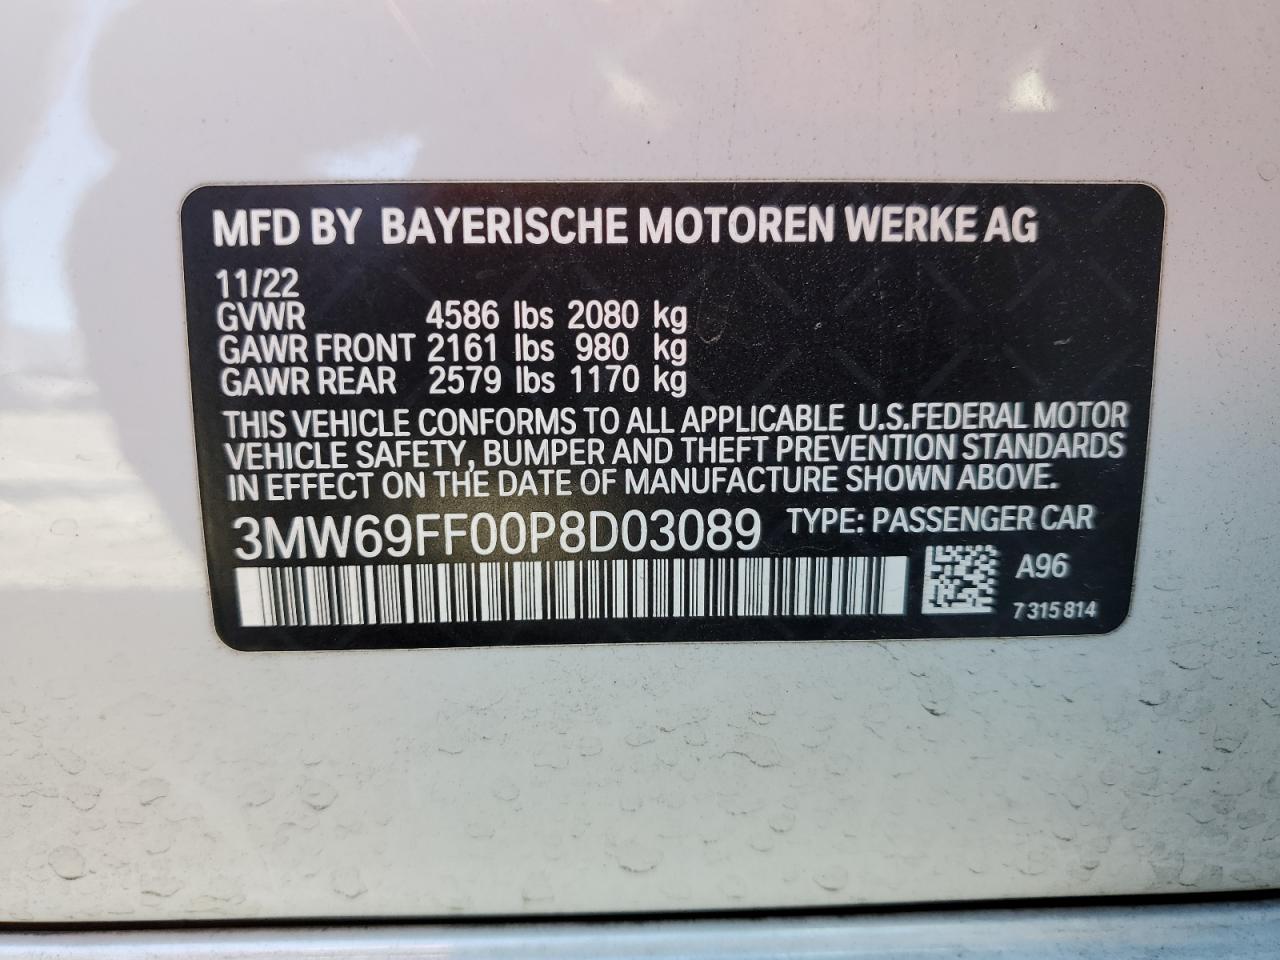 MFD BY BAYERISCHE MOTOREN WERKE AG
11/22
GVWR 4586 lbs 2080 kg
GAWR FRONT 2161 lbs 980 kg
GAWR REAR 2579 lbs 1170 kg
THIS VEHICLE CONFORMS TO ALL APPLICABLE U.S.FEDERAL MOTOR
VEHICLE SAFETY, BUMPER AND THEFT PREVENTION STANDARDS
IN EFFECT ON THE DATE OF MANUFACTURE SHOWN ABOVE.
3MW69FF00P8D03089 TYPE: PASSENGER CAR
A96
7 315 814